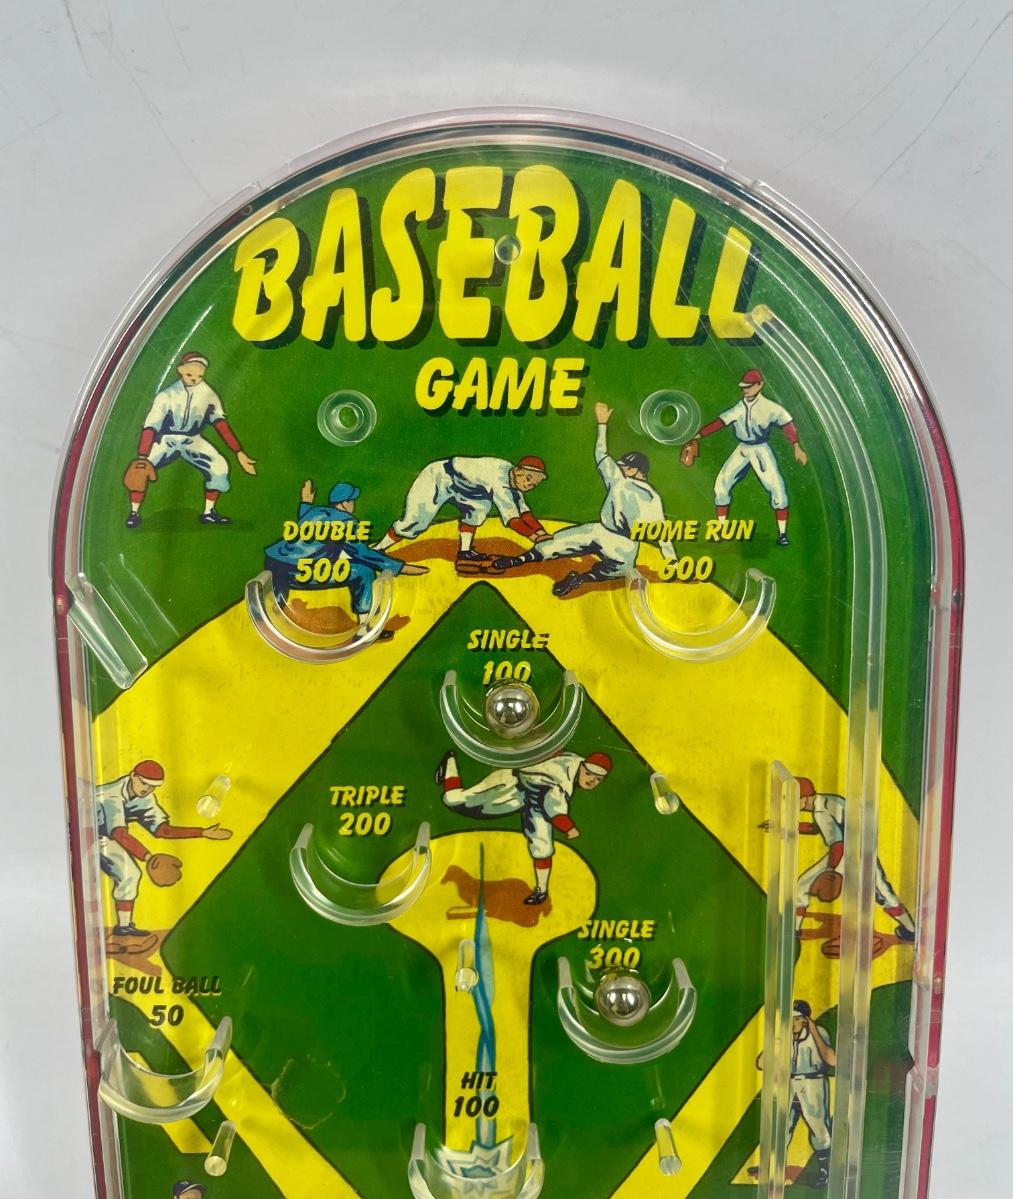 BASEBALL
GAME
DOUBLE
500
HOME RUN
600
SINGLE
100
TRIPLE
200
SINGLE
300
FOUL BALL
50
HIT
100